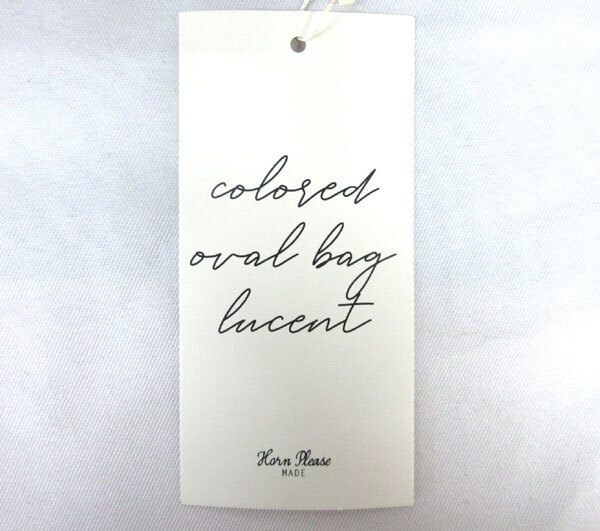 colored
oval bag
lucent
Horn Please
MADE